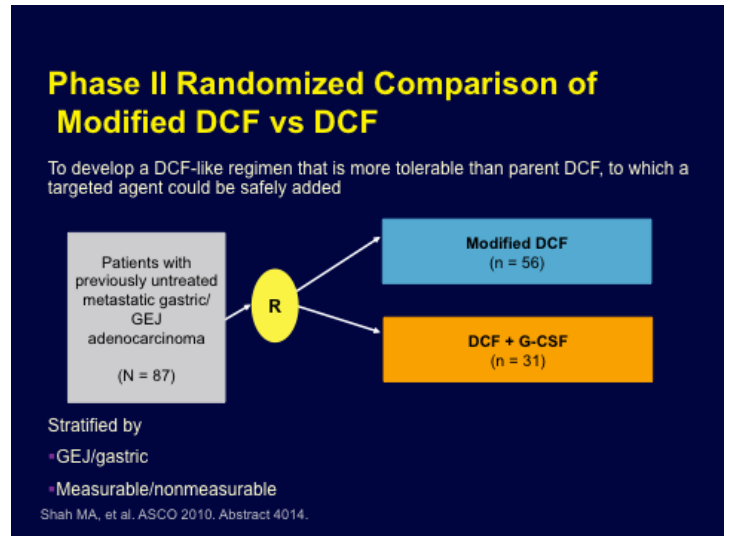 Phase II Randomized Comparison of
Modified DCF vs DCF
To develop a DCF-like regimen that is more tolerable than parent DCF, to which a
targeted agent could be safely added
Patients with
previously untreated
metastatic gastric/
GEJ
adenocarcinoma
(N = 87)
R
Modified DCF
(n = 56)
DCF + G-CSF
(n = 31)
Stratified by
▪GEJ/gastric
▪Measurable/nonmeasurable
Shah MA, et al. ASCO 2010. Abstract 4014.